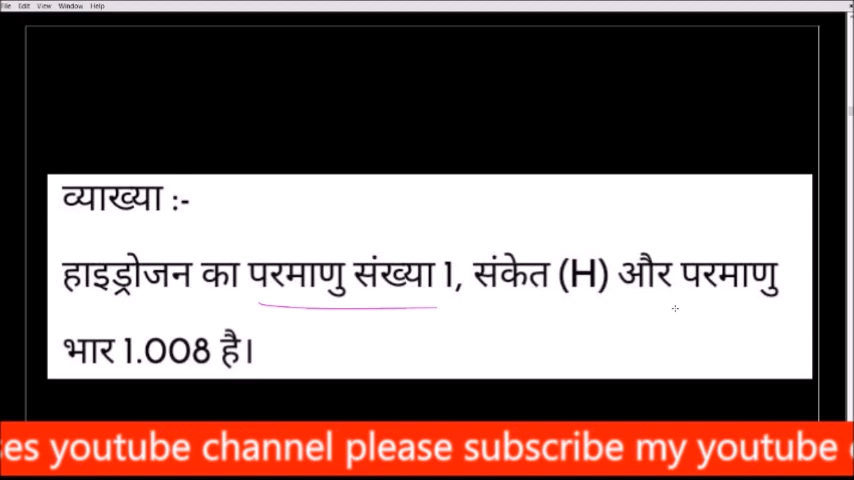 File Edit View Window Help
व्याख्या :-
हाइड्रोजन का परमाणु संख्या 1, संकेत (H) और परमाणु
भार 1.008 है।
youtube channel please subscribe my youtube